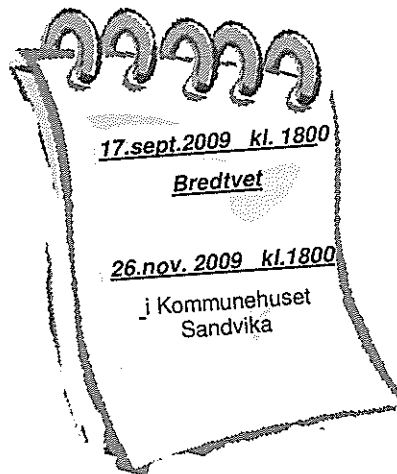 17.sept.2009 kl. 1800
Bredtvet
26.nov. 2009 kl.1800
i Kommunehuset
Sandvika